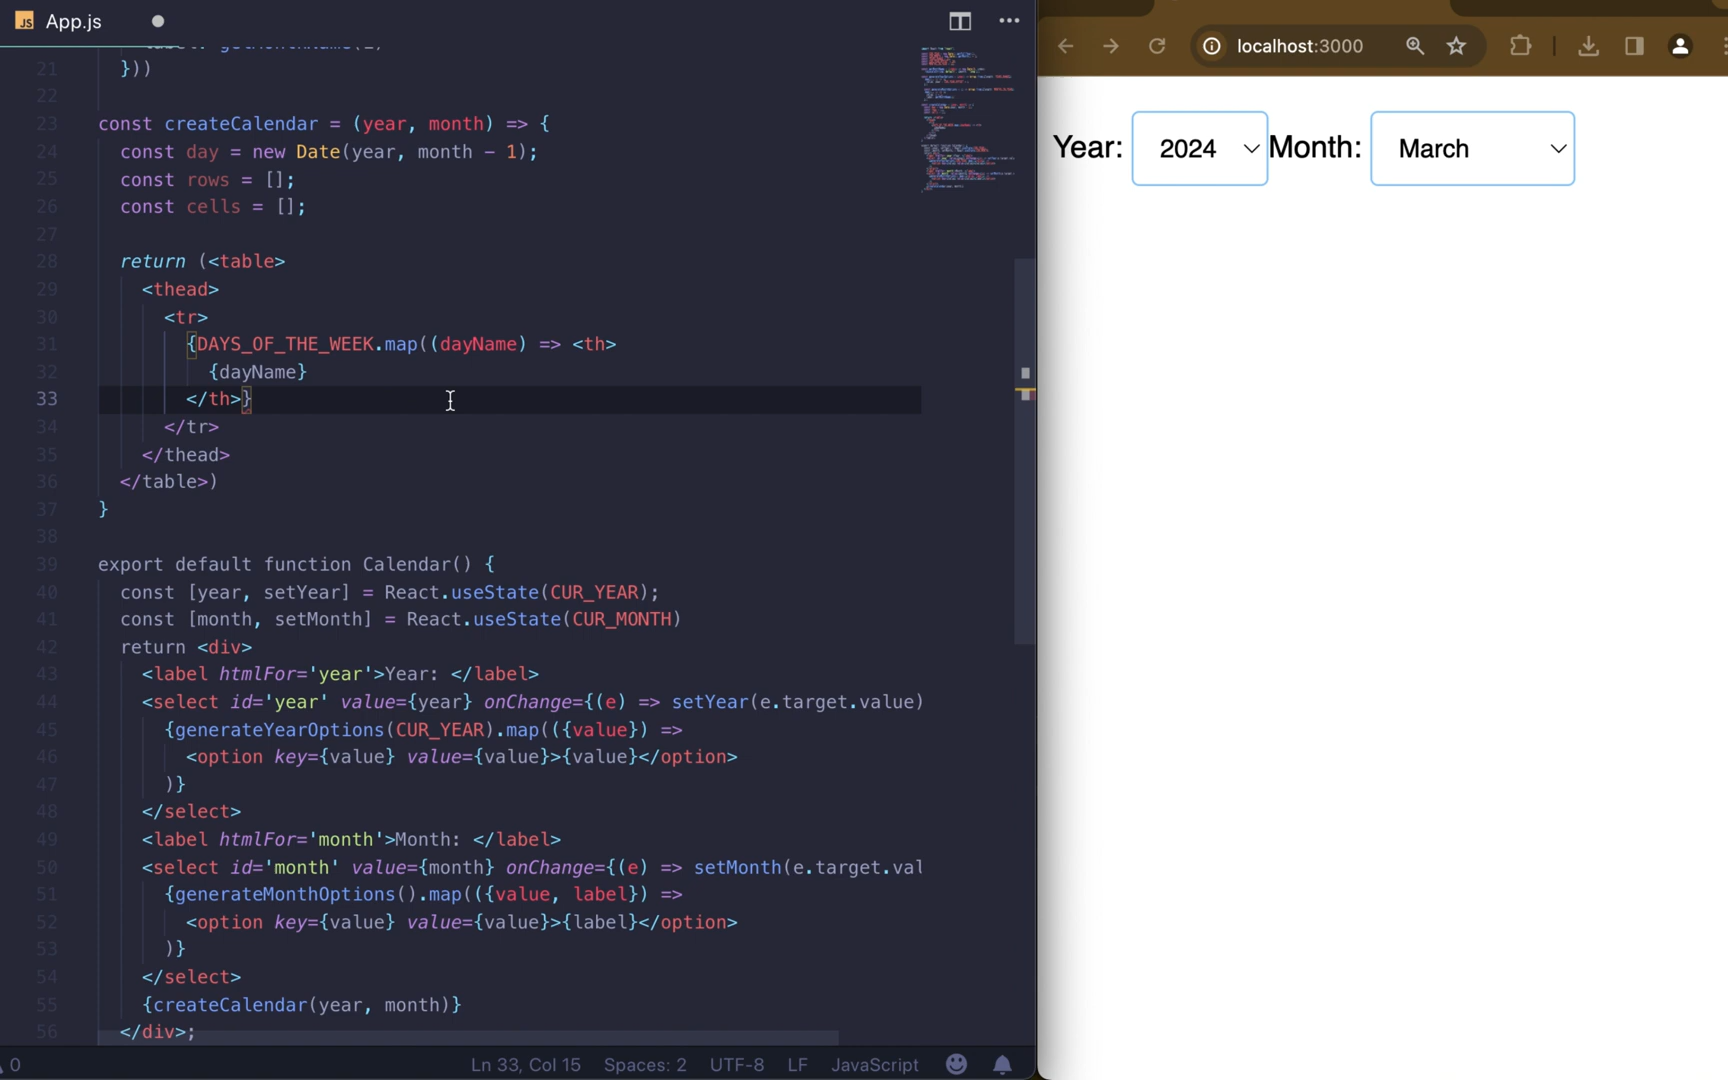 JS App.js
localhost:3000
Year: 2024 Month: March
21 }))
22
23 const createCalendar = (year, month) => {
24 const day = new Date(year, month - 1);
25 const rows = [];
26 const cells = [];
27
28 return (<table>
29 <thead>
30 <tr>
31 {DAYS_OF_THE_WEEK.map((dayName) => <th>
32 {dayName}
33 </th>}
34 </tr>
35 </thead>
36 </table>)
37 }
38
39 export default function Calendar() {
40 const [year, setYear] = React.useState(CUR_YEAR);
41 const [month, setMonth] = React.useState(CUR_MONTH)
42 return <div>
43 <label htmlFor='year'>Year: </label>
44 <select id='year' value={year} onChange={(e) => setYear(e.target.value)
45 {generateYearOptions(CUR_YEAR).map(({value}) =>
46 <option key={value} value={value}>{value}</option>
47 )}
48 </select>
49 <label htmlFor='month'>Month: </label>
50 <select id='month' value={month} onChange={(e) => setMonth(e.target.val
51 {generateMonthOptions().map(({value, label}) =>
52 <option key={value} value={value}>{label}</option>
53 )}
54 </select>
55 {createCalendar(year, month)}
56 </div>;
0 Ln 33, Col 15 Spaces: 2 UTF-8 LF JavaScript